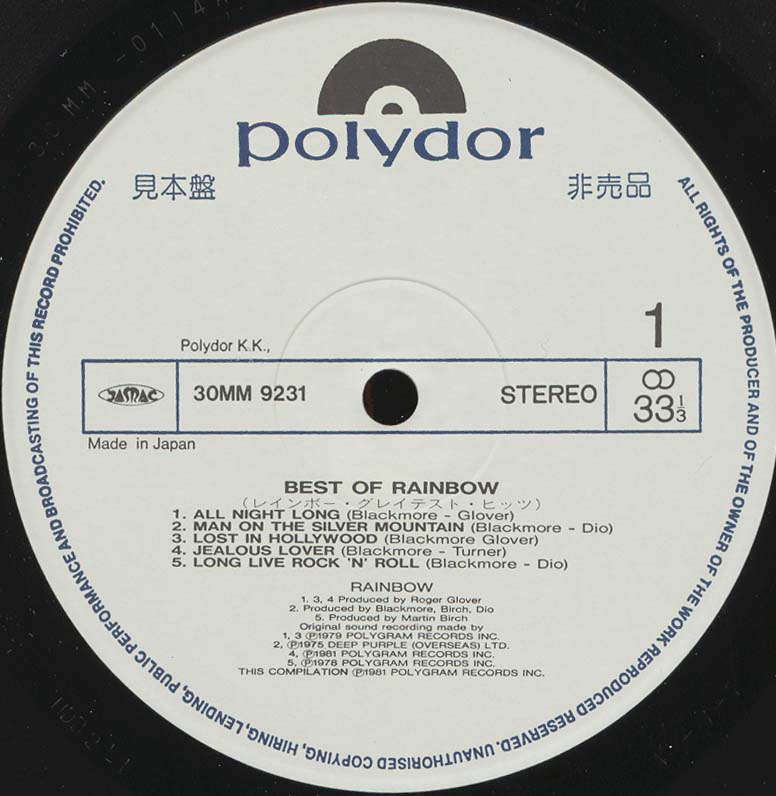 polydor
見本盤
非売品
1
Polydor K.K.,
JASRAC
30MM 9231
STEREO
33 1/3
Made in Japan
BEST OF RAINBOW
(レインボー・グレイテスト・ヒッツ)
1. ALL NIGHT LONG (Blackmore - Glover)
2. MAN ON THE SILVER MOUNTAIN (Blackmore - Dio)
3. LOST IN HOLLYWOOD (Blackmore Glover)
4. JEALOUS LOVER (Blackmore - Turner)
5. LONG LIVE ROCK 'N' ROLL (Blackmore - Dio)
RAINBOW
1. 3, 4 Produced by Roger Glover
2. Produced by Blackmore, Birch, Dio
5. Produced by Martin Birch
Original sound recording made by
1, 3 ℗1979 POLYGRAM RECORDS INC.
2, ℗1975 DEEP PURPLE (OVERSEAS) LTD.
4, ℗1981 POLYGRAM RECORDS INC.
5, ℗1978 POLYGRAM RECORDS INC.
THIS COMPILATION ℗1981 POLYGRAM RECORDS INC.
ALL RIGHTS OF THE PRODUCER AND OF THE OWNER OF THE WORK REPRODUCED RESERVED. UNAUTHORISED COPYING, HIRING, LENDING, PUBLIC PERFORMANCE AND BROADCASTING OF THIS RECORD PROHIBITED.